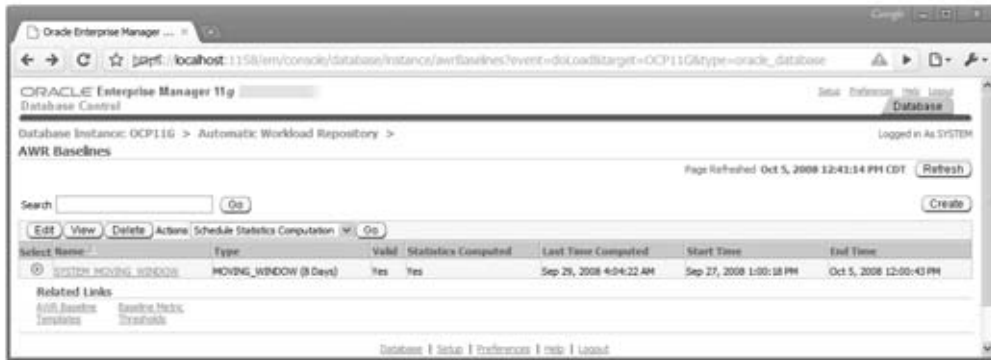 Google
Oracle Enterprise Manager ...
localhost:1158/em/console/database/instance/awrBaselines?event=doLoad&target=OCP11G&type=oracle_database
ORACLE Enterprise Manager 11g
Database Control
Setup Preferences Help Logout
Database
Database Instance: OCP11G > Automatic Workload Repository >
Logged in As SYSTEM
AWR Baselines
Page Refreshed Oct 5, 2008 12:41:14 PM CDT Refresh
Search Go
Create
Edit View Delete Actions Schedule Statistics Computation Go
Select Name Type Valid Statistics Computed Last Time Computed Start Time End Time
SYSTEM_MOVING_WINDOW MOVING_WINDOW (8 Days) Yes Yes Sep 29, 2008 4:04:22 AM Sep 27, 2008 1:00:18 PM Oct 5, 2008 12:00:43 PM
Related Links
AWR Baseline Templates
Baseline Metric Thresholds
Database | Setup | Preferences | Help | Logout